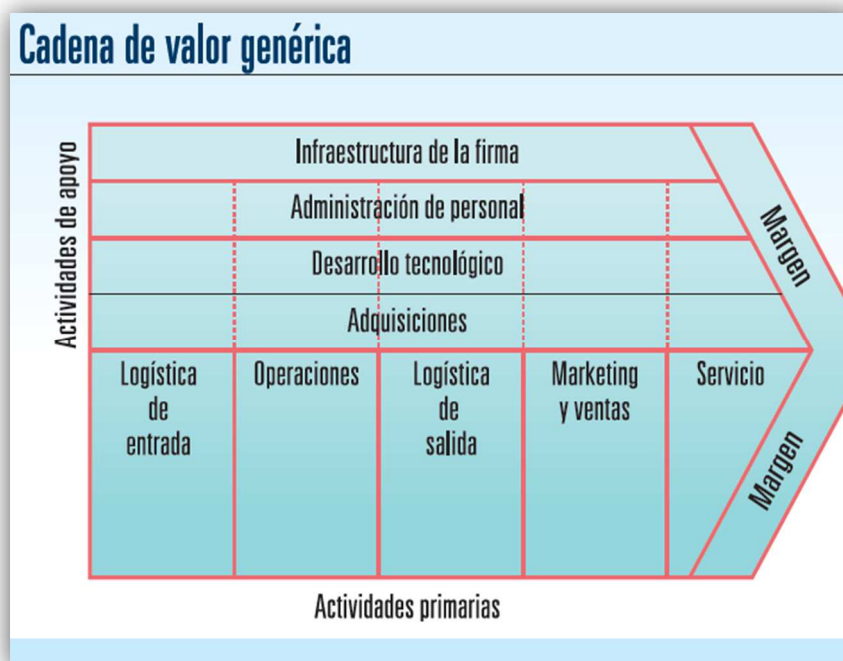 Cadena de valor genérica
Actividades de apoyo
Infraestructura de la firma
Administración de personal
Desarrollo tecnológico
Adquisiciones
Margen
Logística
de
entrada
Operaciones
Logística
de
salida
Marketing
y ventas
Servicio
Margen
Actividades primarias